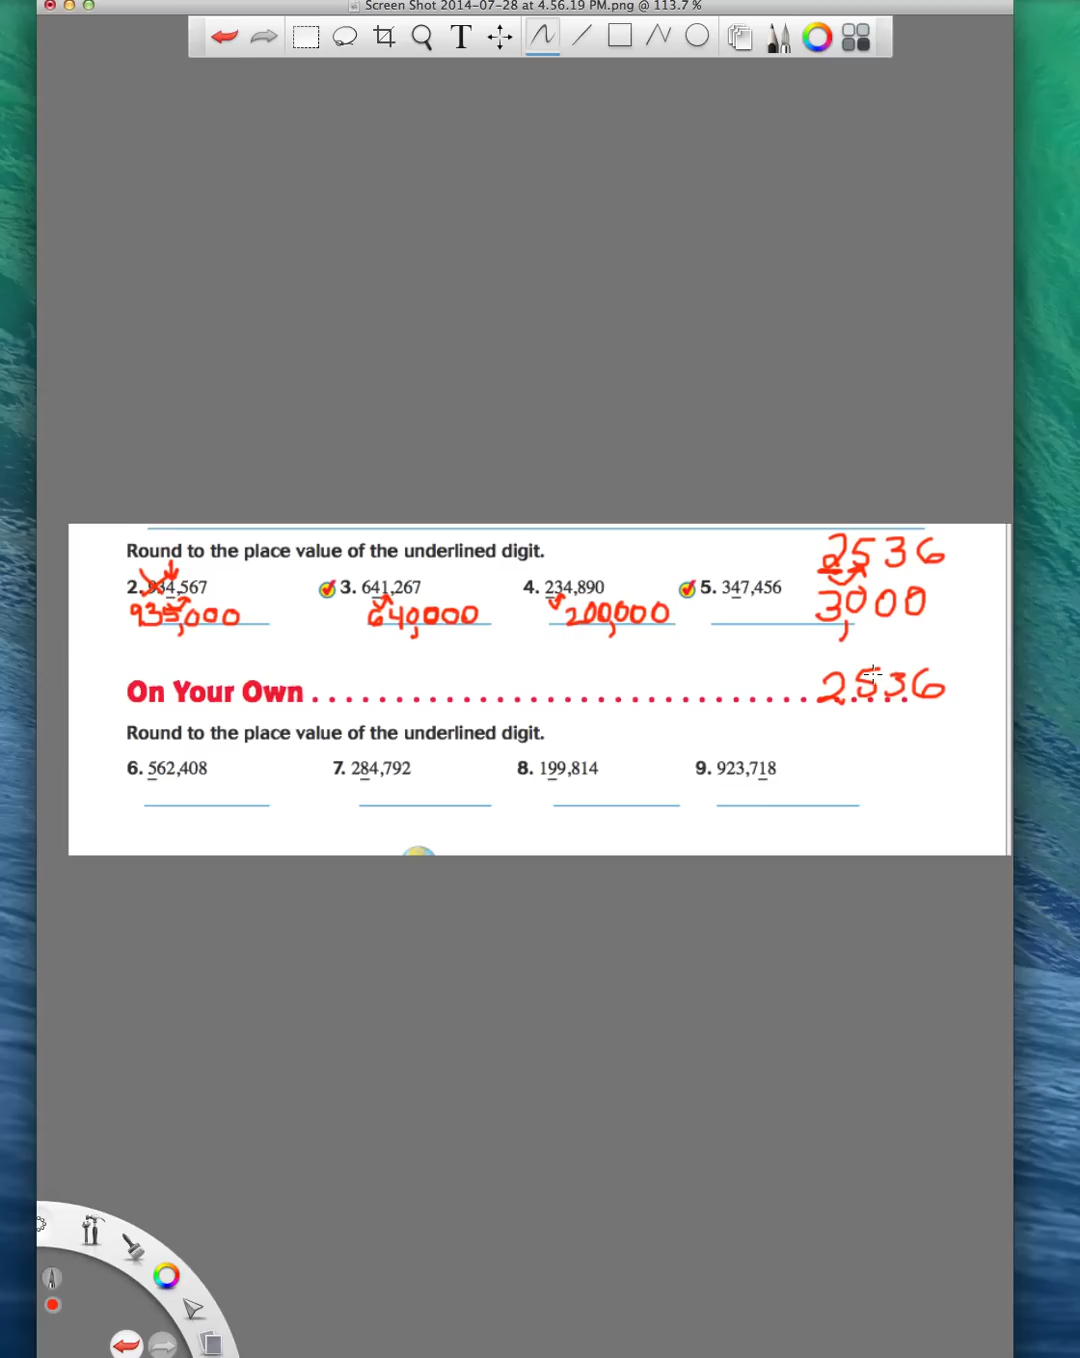 Screen Shot 2014-07-28 at 4.56.19 PM.png @ 113.7 %
T
Round to the place value of the underlined digit.
2536
2. 934,567 3. 641,267 4. 234,890 5. 347,456
935,000 640,000 200,000 3,000
On Your Own . . . . . . . . . . . . . . . . . . . . . . . . . . . . . . . . . . . . 2536
Round to the place value of the underlined digit.
6. 562,408 7. 284,792 8. 199,814 9. 923,718